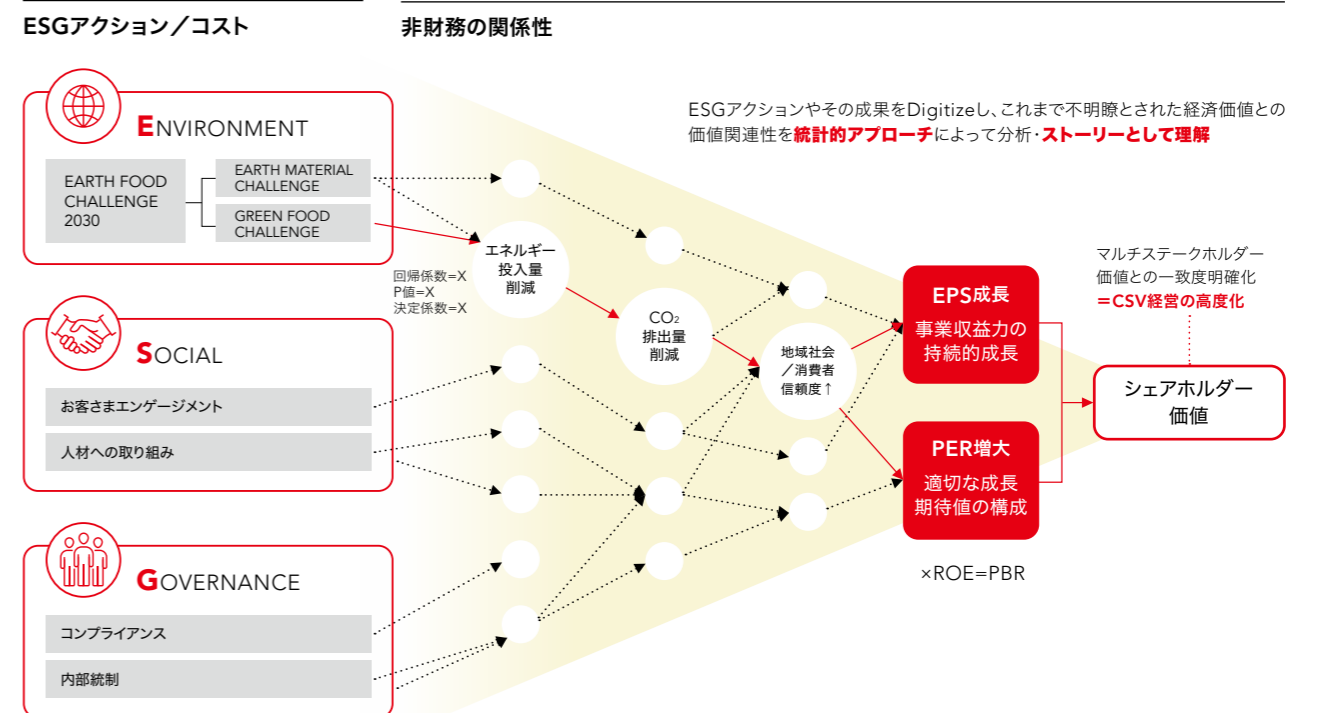 ESGアクション／コスト
非財務の関係性
ESGアクションやその成果をDigitizeし、これまで不明瞭とされた経済価値との
価値関連性を統計的アプローチによって分析・ストーリーとして理解
ENVIRONMENT
EARTH FOOD
CHALLENGE
2030
EARTH MATERIAL
CHALLENGE
GREEN FOOD
CHALLENGE
回帰係数=X
P値=X
決定係数=X
エネルギー
投入量
削減
CO₂
排出量
削減
地域社会
／消費者
信頼度↑
SOCIAL
お客さまエンゲージメント
人材への取り組み
GOVERNANCE
コンプライアンス
内部統制
EPS成長
事業収益力の
持続的成長
PER増大
適切な成長
期待値の構成
×ROE=PBR
マルチステークホルダー
価値との一致度明確化
＝CSV経営の高度化
シェアホルダー
価値